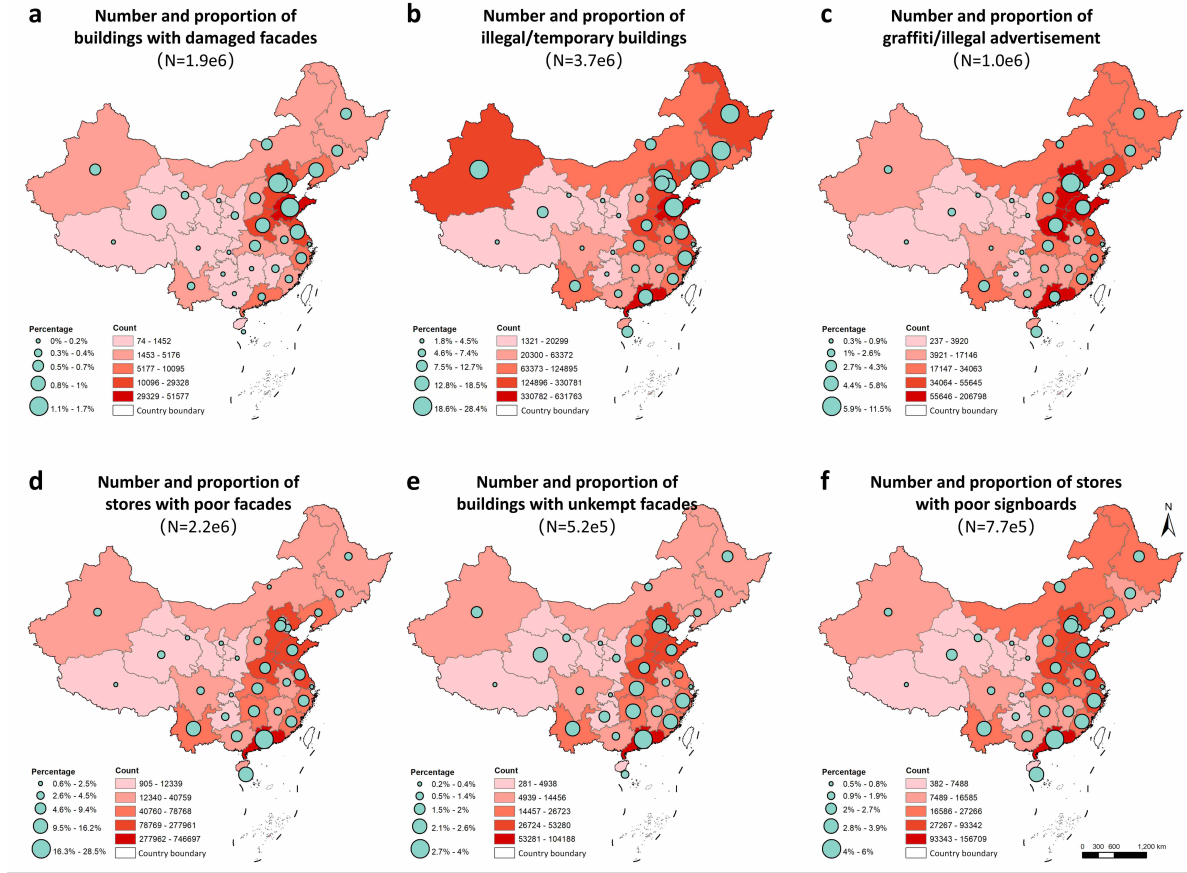 a
Number and proportion of
buildings with damaged facades
(N=1.9e6)
Percentage
0% - 0.2%
0.3% - 0.4%
0.5% - 0.7%
0.8% - 1%
1.1% - 1.7%
Count
74 - 1452
1453 - 5176
5177 - 10095
10096 - 29328
29329 - 51577
Country boundary
b
Number and proportion of
illegal/temporary buildings
(N=3.7e6)
Percentage
1.8% - 4.5%
4.6% - 7.4%
7.5% - 12.7%
12.8% - 18.5%
18.6% - 28.4%
Count
1321 - 20299
20300 - 63372
63373 - 124895
124896 - 330781
330782 - 631763
Country boundary
c
Number and proportion of
graffiti/illegal advertisement
(N=1.0e6)
Percentage
0.3% - 0.9%
1% - 2.6%
2.7% - 4.3%
4.4% - 5.8%
5.9% - 11.5%
Count
237 - 3920
3921 - 17146
17147 - 34063
34064 - 55645
55646 - 206798
Country boundary
d
Number and proportion of
stores with poor facades
(N=2.2e6)
Percentage
0.6% - 2.5%
2.6% - 4.5%
4.6% - 9.4%
9.5% - 16.2%
16.3% - 28.5%
Count
905 - 12339
12340 - 40759
40760 - 78768
78769 - 277961
277962 - 746697
Country boundary
e
Number and proportion of
buildings with unkempt facades
(N=5.2e5)
Percentage
0.2% - 0.4%
0.5% - 1.4%
1.5% - 2%
2.1% - 2.6%
2.7% - 4%
Count
281 - 4938
4939 - 14456
14457 - 26723
26724 - 53280
53281 - 104188
Country boundary
f
Number and proportion of stores
with poor signboards
(N=7.7e5)
N
Percentage
0.5% - 0.8%
0.9% - 1.9%
2% - 2.7%
2.8% - 3.9%
4% - 6%
Count
382 - 7488
7489 - 16585
16586 - 27266
27267 - 93342
93343 - 156709
Country boundary
0 300 600 1,200 km